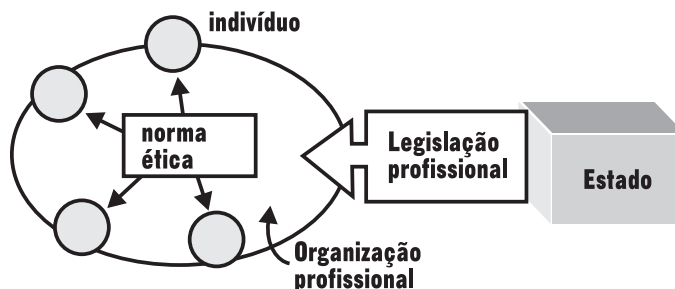 indivíduo
norma
ética
Legislação
profissional
Estado
Organização
profissional